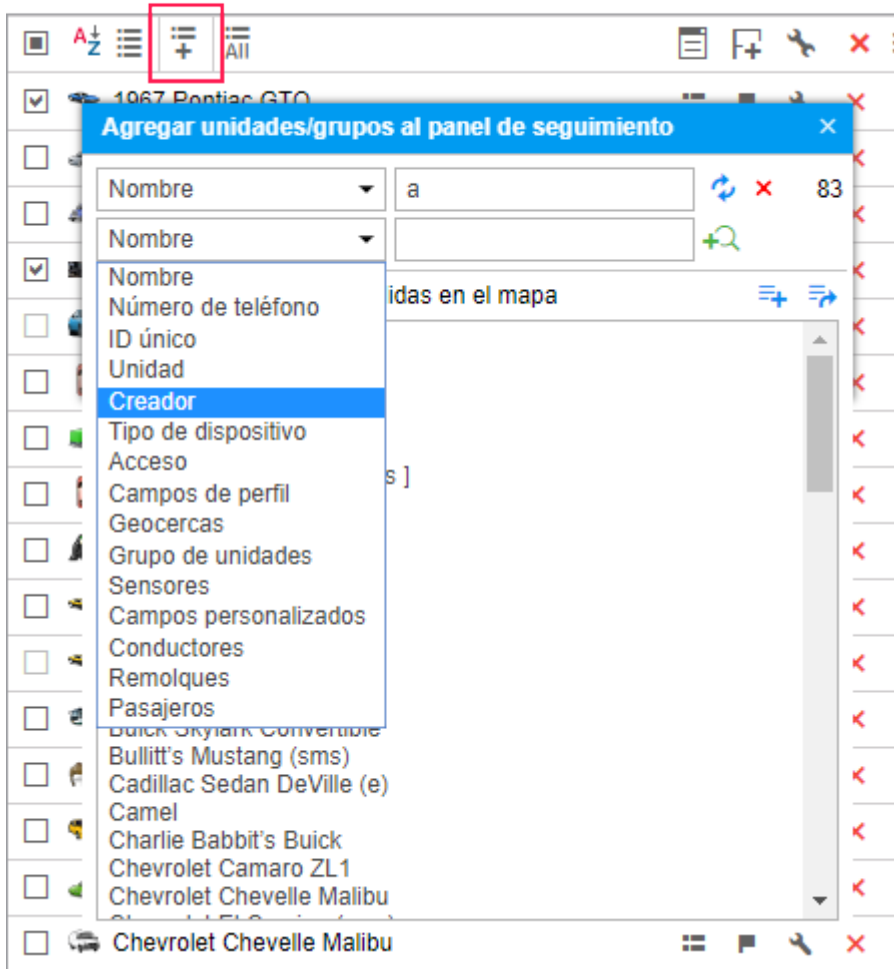 A Z All
1967 Pontiac GTO
Agregar unidades/grupos al panel de seguimiento
Nombre a 83
Nombre
Nombre
Número de teléfono
idas en el mapa
ID único
Unidad
Creador
Tipo de dispositivo
Acceso
s ]
Campos de perfil
Geocercas
Grupo de unidades
Sensores
Campos personalizados
Conductores
Remolques
Pasajeros
Buick Skylark Convertible
Bullitt's Mustang (sms)
Cadillac Sedan DeVille (e)
Camel
Charlie Babbit's Buick
Chevrolet Camaro ZL1
Chevrolet Chevelle Malibu
Chevrolet Chevelle Malibu